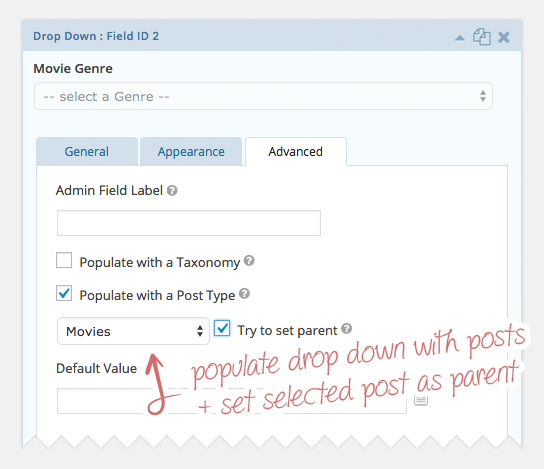 Drop Down : Field ID 2
Movie Genre
-- select a Genre --
General Appearance Advanced
Admin Field Label ?
Populate with a Taxonomy ?
Populate with a Post Type ?
Movies Try to set parent ?
Default Value
populate drop down with posts
+ set selected post as parent